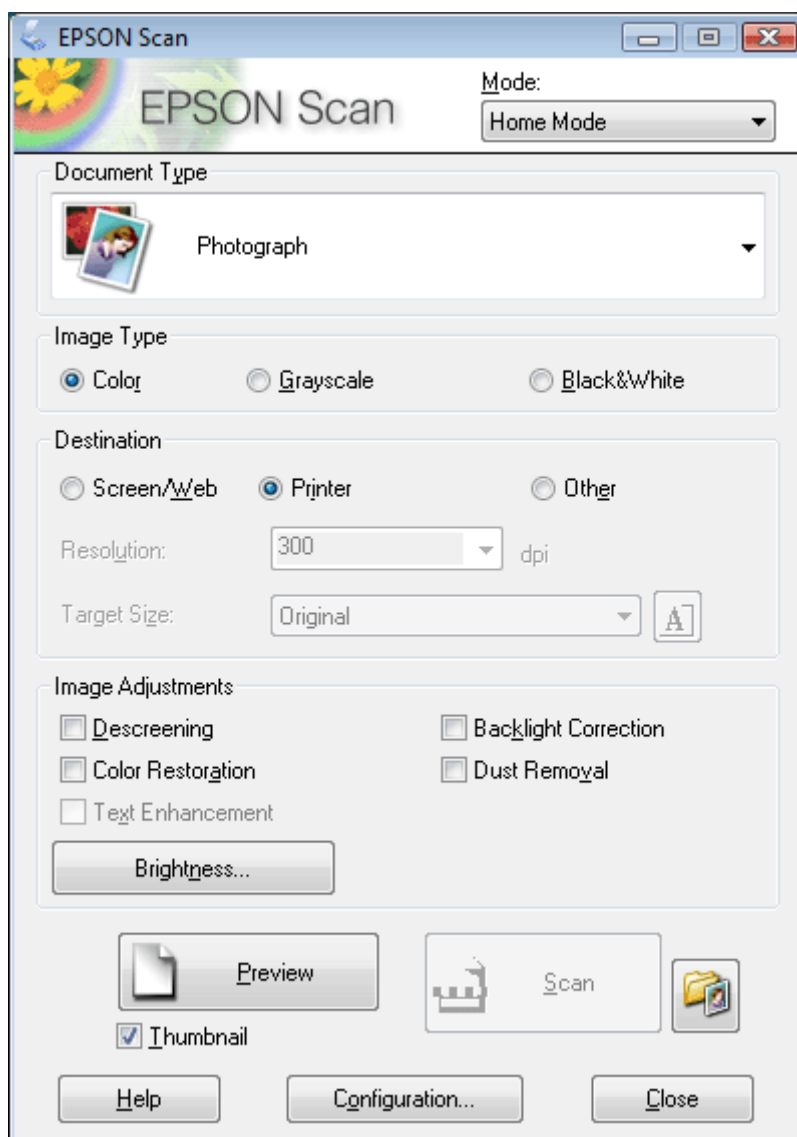 EPSON Scan
EPSON Scan
Mode:
Home Mode
Document Type
Photograph
Image Type
Color Grayscale Black&White
Destination
Screen/Web Printer Other
Resolution: 300 dpi
Target Size: Original A
Image Adjustments
Descreening Backlight Correction
Color Restoration Dust Removal
Text Enhancement
Brightness...
Preview Scan
Thumbnail
Help Configuration... Close